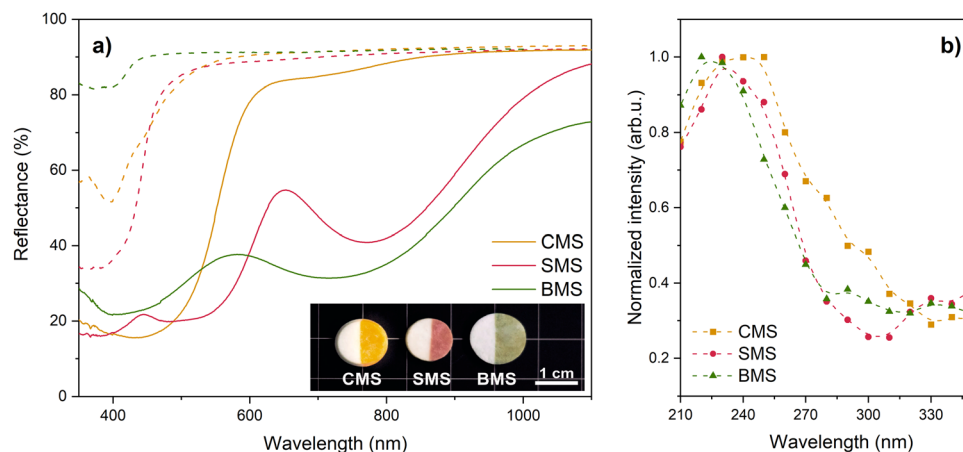 a)
100
80
60
40
20
0
Reflectance (%)
400
600
800
1000
Wavelength (nm)
CMS
SMS
BMS
CMS
SMS
BMS
1 cm
b)
1.0
0.8
0.6
0.4
0.2
Normalized intensity (arb.u.)
CMS
SMS
BMS
210
240
270
300
330
Wavelength (nm)